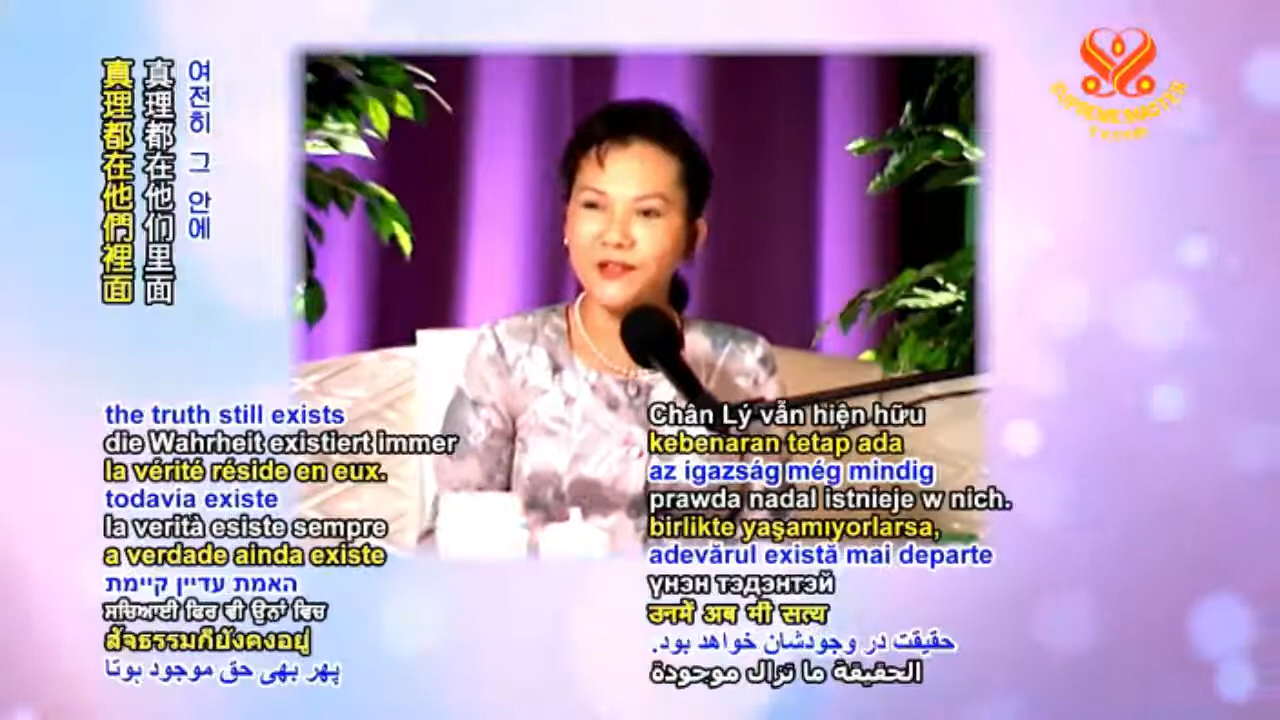 真理都在他們裡面
真理都在他们里面
여전히 그 안에
SUPREME MASTER
TV.COM
the truth still exists
die Wahrheit existiert immer
la vérité réside en eux.
todavia existe
la verità esiste sempre
a verdade ainda existe
האמת עדיין קיימת
ਸਚਿਆਈ ਫਿਰ ਵੀ ਉਨਾਂ ਵਿਚ
สัจธรรมก็ยังคงอยู่
پھر بھی حق موجود ہوتا
Chân Lý vẫn hiện hữu
kebenaran tetap ada
az igazság még mindig
prawda nadal istnieje w nich.
birlikte yaşamıyorlarsa,
adevărul există mai departe
үнэн тэдэнтэй
उनमें अब भी सत्य
حقیقت در وجودشان خواهد بود.
الحقيقة ما تزال موجودة